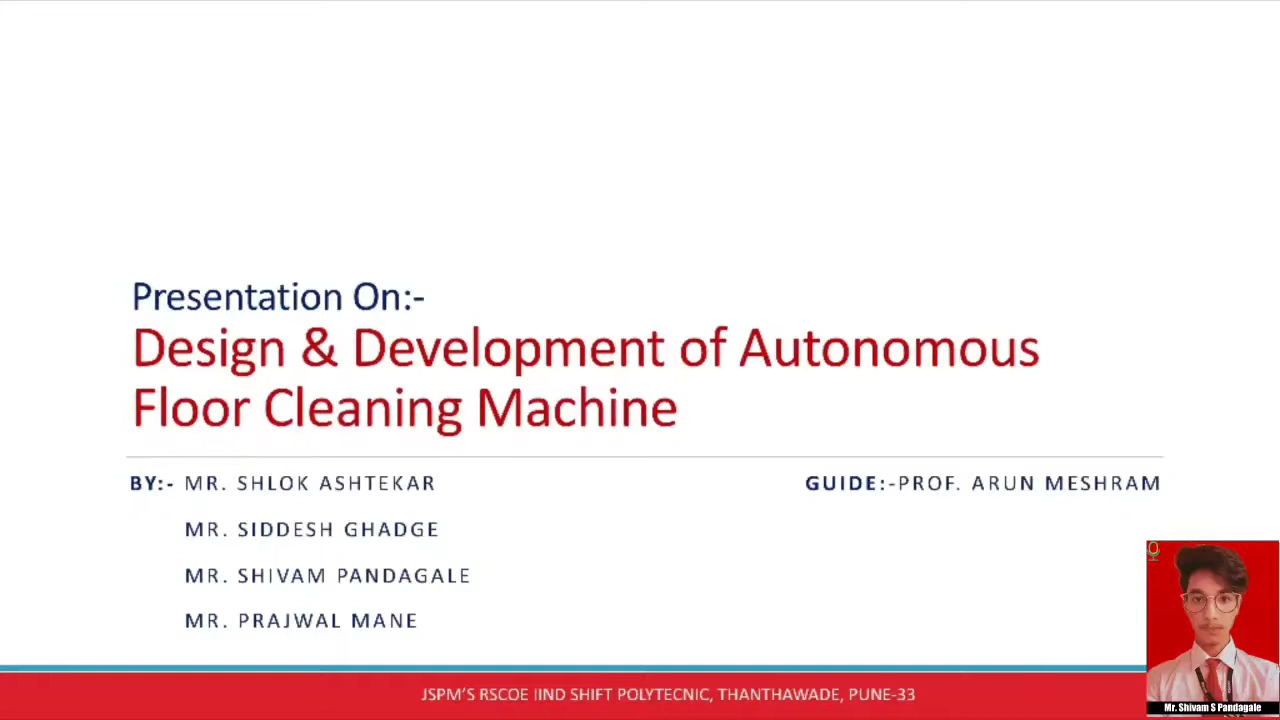 Presentation On:-
Design & Development of Autonomous
Floor Cleaning Machine
BY:- MR. SHLOK ASHTEKAR
GUIDE:-PROF. ARUN MESHRAM
MR. SIDDESH GHADGE
MR. SHIVAM PANDAGALE
MR. PRAJWAL MANE
JSPM’S RSCOE IIND SHIFT POLYTECNIC, THANTHAWADE, PUNE-33
Mr. Shivam S Pandagale